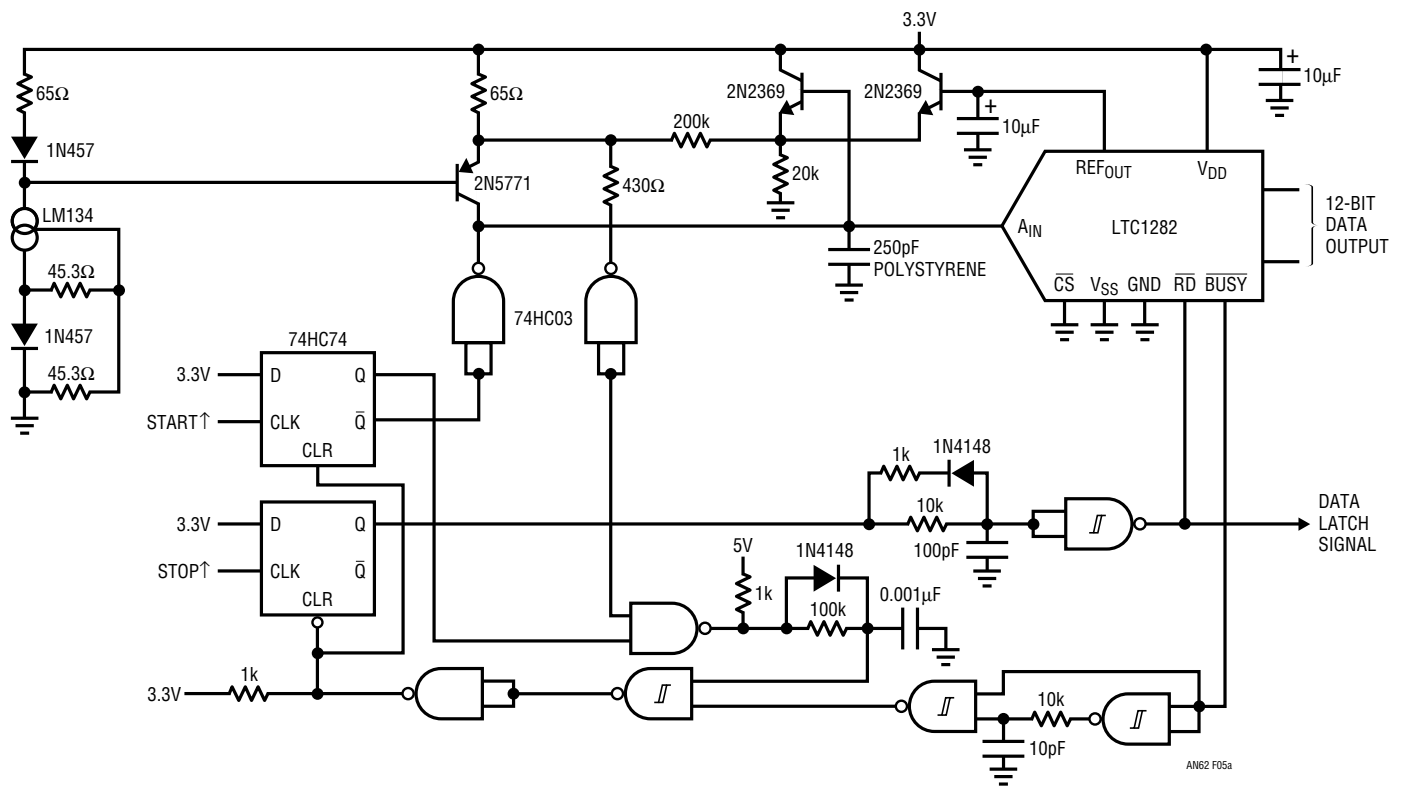 3.3V
65Ω
1N457
LM134
45.3Ω
1N457
45.3Ω
65Ω
2N5771
430Ω
200k
2N2369
2N2369
20k
+
10µF
+
10µF
REFOUT
VDD
AIN
LTC1282
12-BIT
DATA
OUTPUT
CS VSS GND RD BUSY
250pF
POLYSTYRENE
74HC03
74HC74
3.3V
D
Q
START↑
CLK
Q
CLR
3.3V
D
Q
STOP↑
CLK
Q
CLR
1k
1N4148
10k
100pF
DATA
LATCH
SIGNAL
5V
1k
1N4148
100k
0.001µF
3.3V
1k
10k
10pF
AN62 F05a